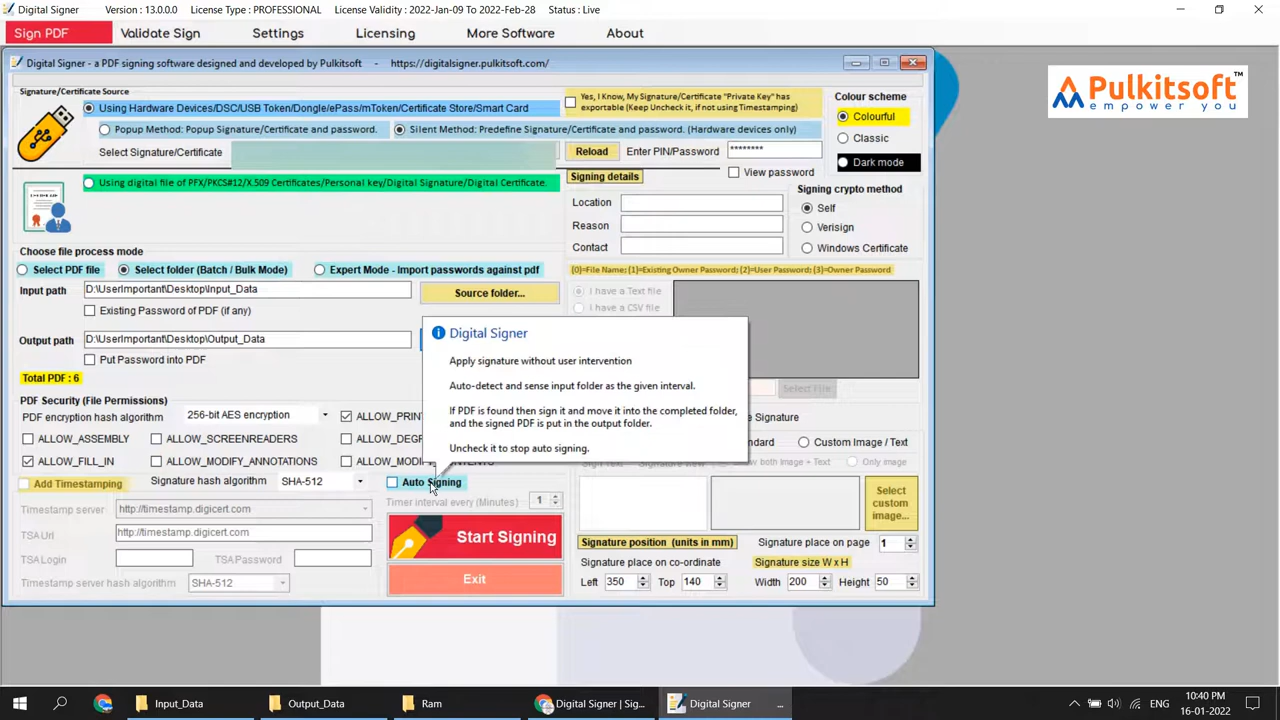 Digital Signer Version : 13.0.0.0 License Type : PROFESSIONAL License Validity : 2022-Jan-09 To 2022-Feb-28 Status : Live
Sign PDF Validate Sign Settings Licensing More Software About
Digital Signer - a PDF signing software designed and developed by Pulkitsoft - https://digitalsigner.pulkitsoft.com/
Pulkitsoft™
empower you
Signature/Certificate Source
Using Hardware Devices/DSC/USB Token/Dongle/ePass/mToken/Certificate Store/Smart Card
Popup Method: Popup Signature/Certificate and password.
Silent Method: Predefine Signature/Certificate and password. (Hardware devices only)
Select Signature/Certificate
Reload
Enter PIN/Password
********
View password
Yes, I Know, My Signature/Certificate "Private Key" has
exportable (Keep Uncheck it, if not using Timestamping)
Colour scheme
Colourful
Classic
Dark mode
Using digital file of PFX/PKCS#12/X.509 Certificates/Personal key/Digital Signature/Digital Certificate.
Signing details
Location
Reason
Contact
Signing crypto method
Self
Verisign
Windows Certificate
Choose file process mode
Select PDF file
Select folder (Batch / Bulk Mode)
Expert Mode - Import passwords against pdf
{0}=File Name; {1}=Existing Owner Password; {2}=User Password; {3}=Owner Password
Input path
D:\UserImportant\Desktop\Input_Data
Source folder...
Existing Password of PDF (if any)
I have a Text file
I have a CSV file
Output path
D:\UserImportant\Desktop\Output_Data
Put Password into PDF
Total PDF : 6
Select File
Digital Signer
Apply signature without user intervention
Auto-detect and sense input folder as the given interval.
If PDF is found then sign it and move it into the completed folder,
and the signed PDF is put in the output folder.
Uncheck it to stop auto signing.
PDF Security (File Permissions)
PDF encryption hash algorithm 256-bit AES encryption
ALLOW_PRIN
ALLOW_ASSEMBLY
ALLOW_SCREENREADERS
ALLOW_DEG
ALLOW_FILL_IN
ALLOW_MODIFY_ANNOTATIONS
Signature
Custom Image / Text
Only image
Add Timestamping
Signature hash algorithm SHA-512
Auto Signing
Timer interval every (Minutes) 1
Timestamp server http://timestamp.digicert.com
TSA Url http://timestamp.digicert.com
TSA Login TSA Password
Timestamp server hash algorithm SHA-512
Start Signing
Exit
Select
custom
image...
Signature position (units in mm)
Signature place on page 1
Signature place on co-ordinate
Signature size W x H
Left 350 Top 140 Width 200 Height 50
Input_Data Output_Data Ram Digital Signer | Sig... Digital Signer ...
ENG
10:40 PM
16-01-2022